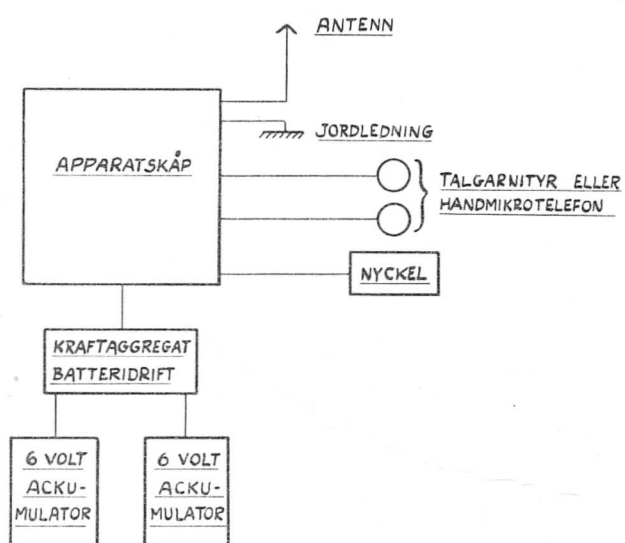 ANTENN
JORDLEDNING
APPARATSKÅP
TALGARNITYR ELLER
HANDMIKROTELEFON
NYCKEL
KRAFTAGGREGAT
BATTERIDRIFT
6 VOLT
ACKU-
MULATOR
6 VOLT
ACKU-
MULATOR